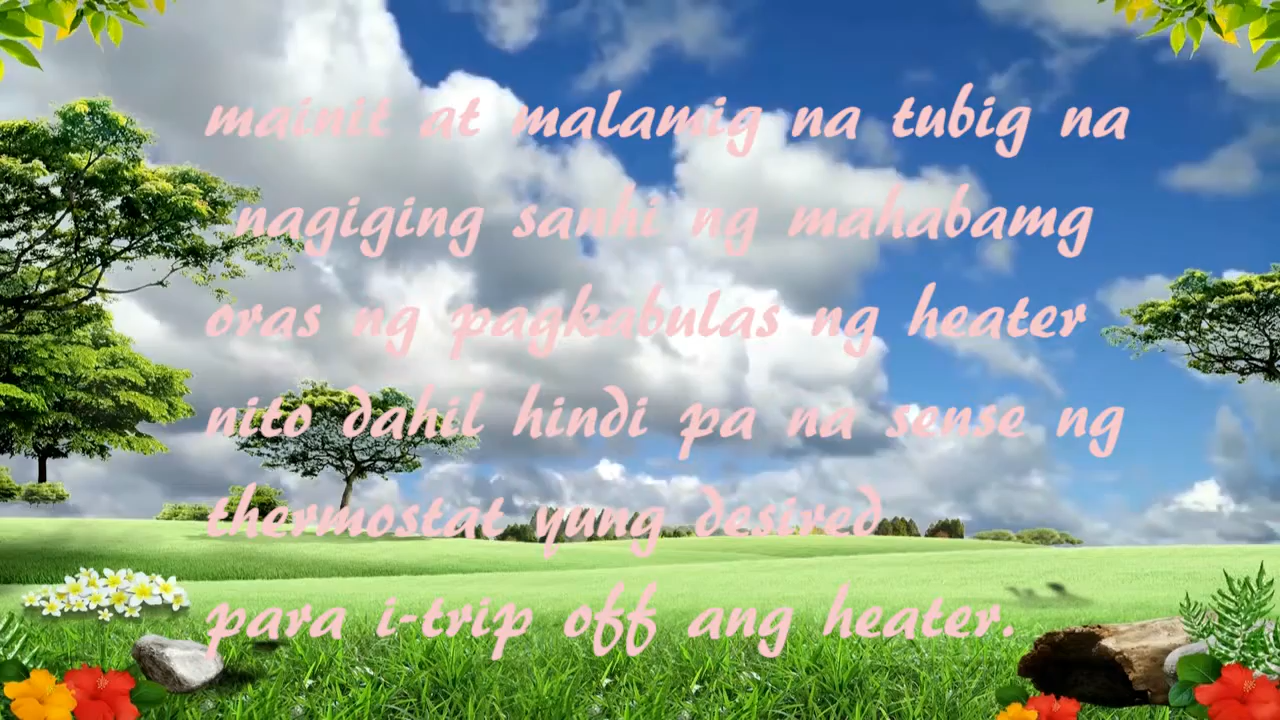 mainit at malamig na tubig na
nagiging sanhi ng mahabamg
oras ng pagkabulas ng heater
nito dahil hindi pa na sense ng
thermostat yung desired
para i-trip off ang heater.